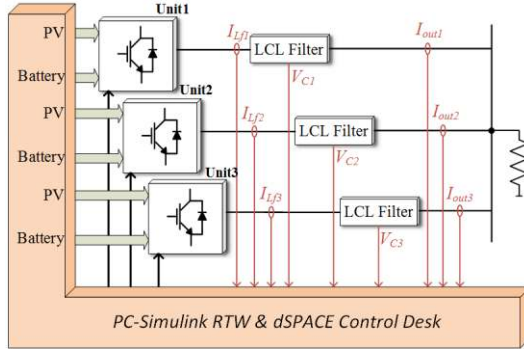 Unit1
PV
I_Lf1
I_out1
LCL Filter
Battery
V_C1
Unit2
PV
I_Lf2
I_out2
LCL Filter
Battery
V_C2
Unit3
PV
I_Lf3
I_out3
LCL Filter
Battery
V_C3
PC-Simulink RTW & dSPACE Control Desk